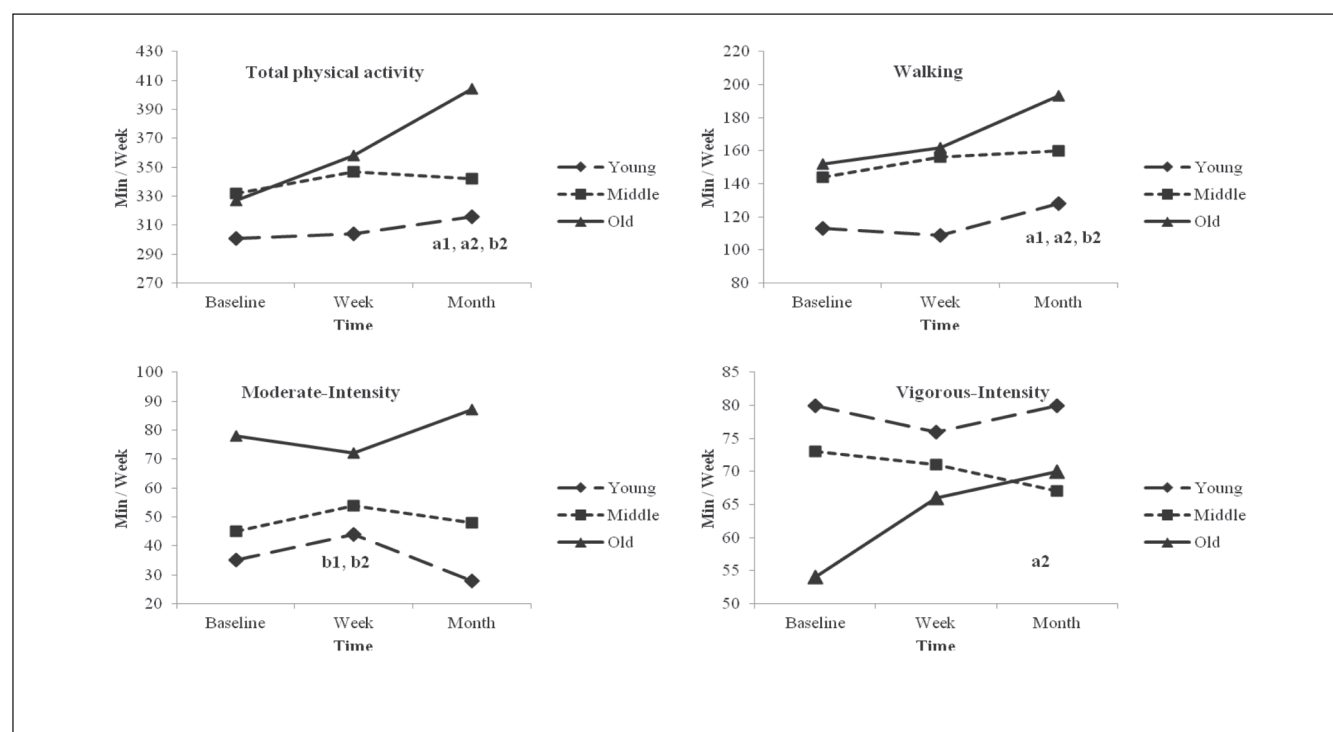 Total physical activity
Min / Week
430
410
390
370
350
330
310
290
270
a1, a2, b2
Baseline Week Month
Time
Young
Middle
Old
Walking
Min / Week
220
200
180
160
140
120
100
80
a1, a2, b2
Baseline Week Month
Time
Young
Middle
Old
Moderate-Intensity
Min / Week
100
90
80
70
60
50
40
30
20
b1, b2
Baseline Week Month
Time
Young
Middle
Old
Vigorous-Intensity
Min / Week
85
80
75
70
65
60
55
50
a2
Baseline Week Month
Time
Young
Middle
Old